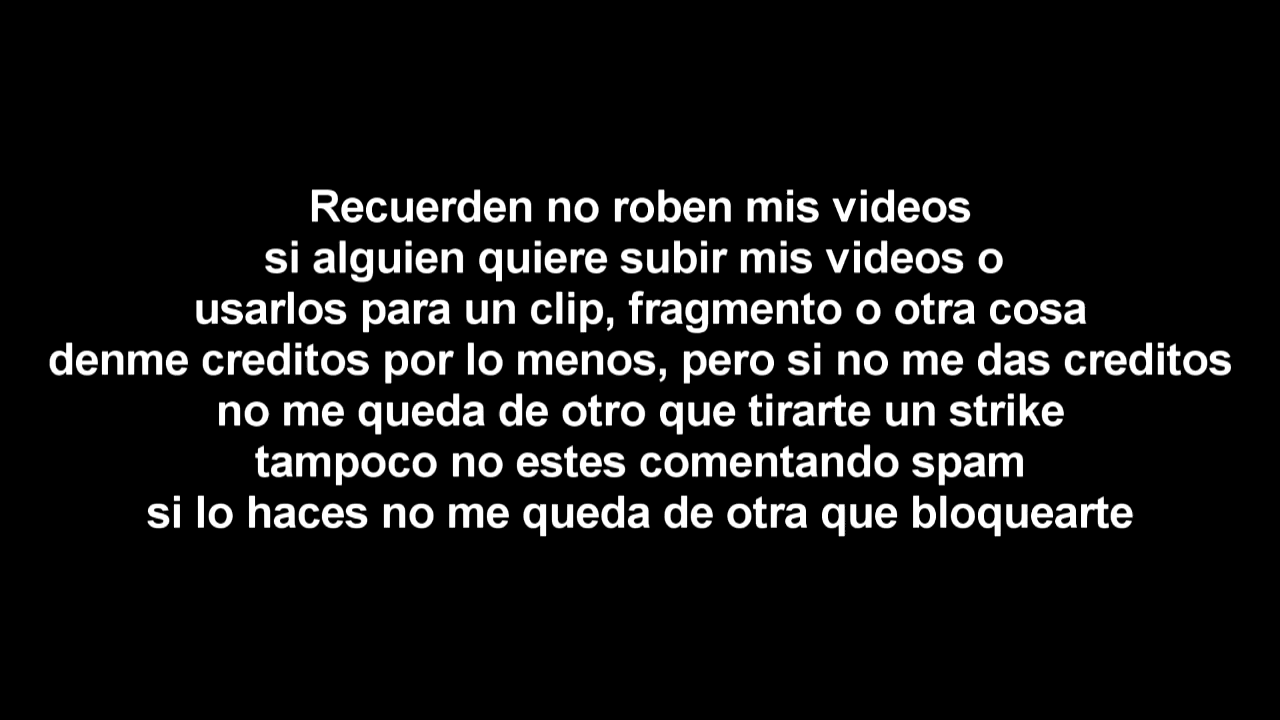 Recuerden no roben mis videos
si alguien quiere subir mis videos o
usarlos para un clip, fragmento o otra cosa
denme creditos por lo menos, pero si no me das creditos
no me queda de otro que tirarte un strike
tampoco no estes comentando spam
si lo haces no me queda de otra que bloquearte